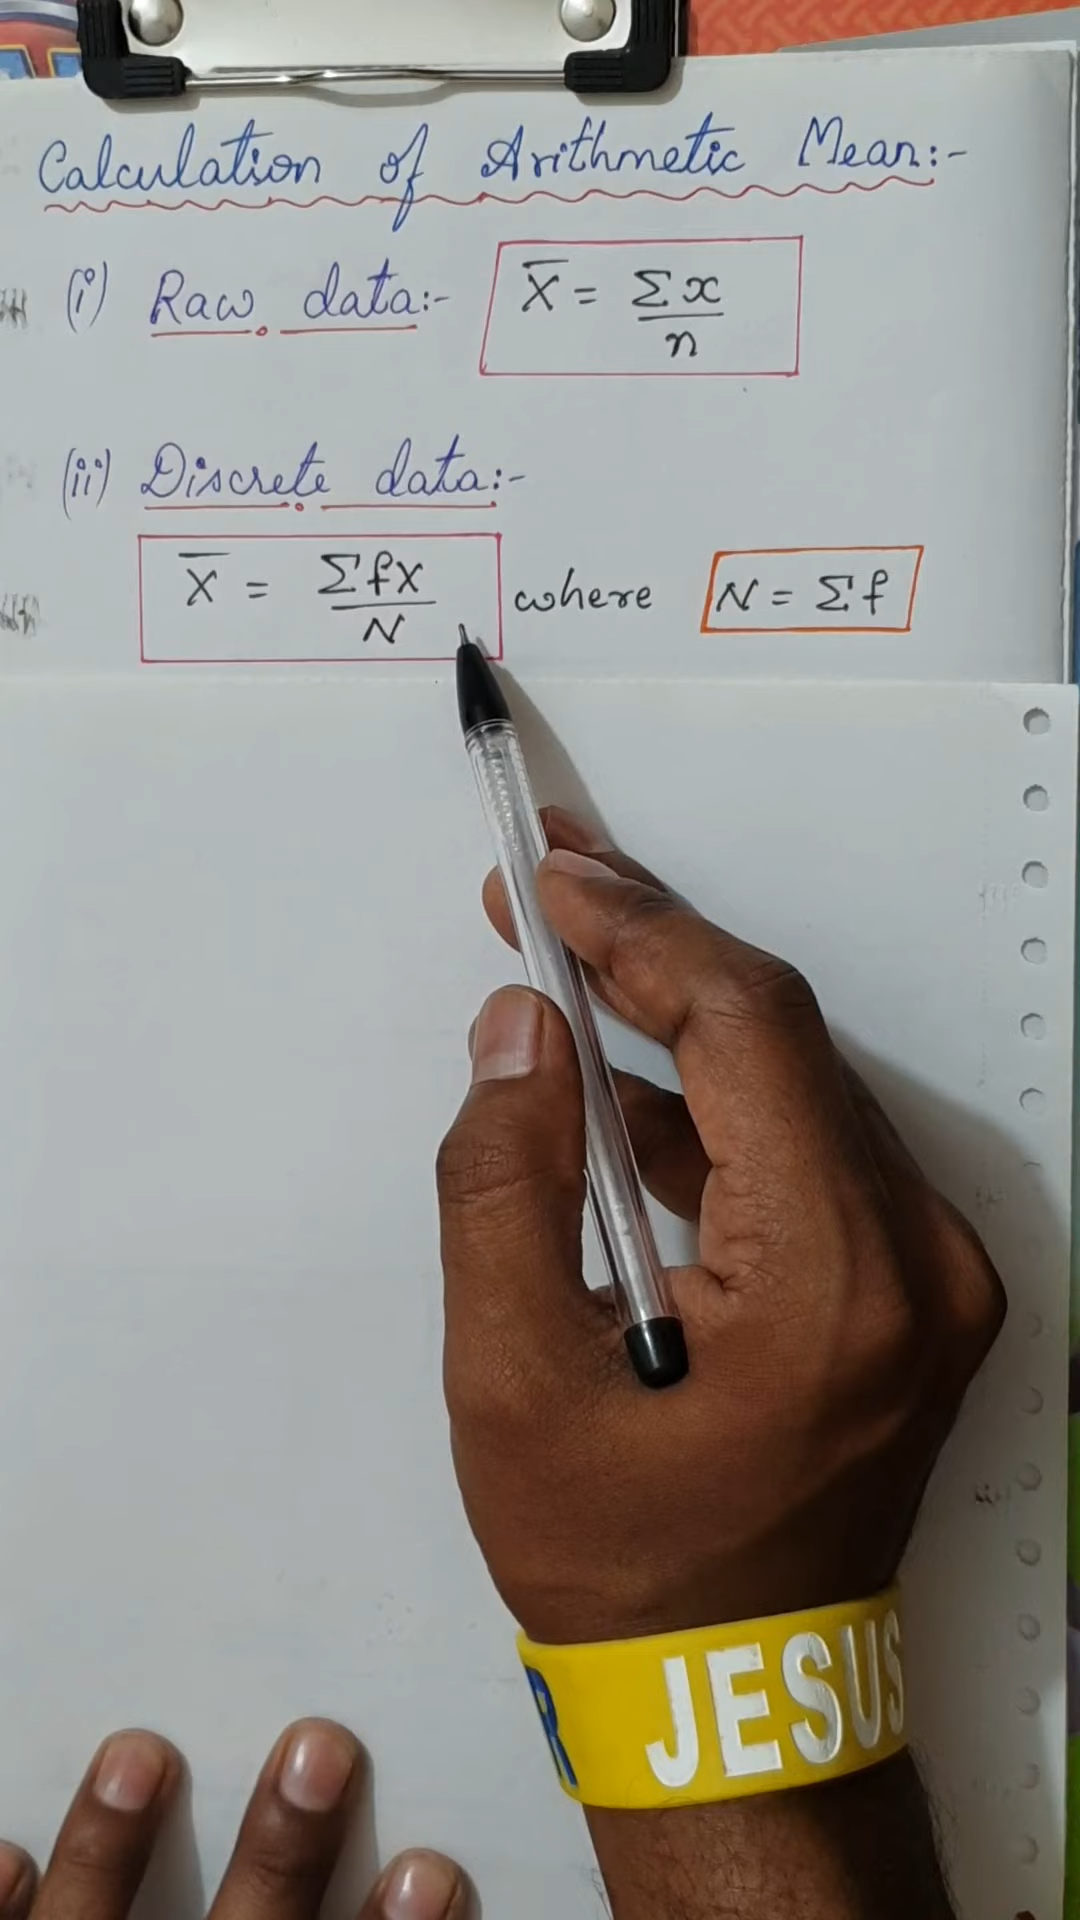 Calculation of Arithmetic Mean:-
(i) Raw data:- X̄ = Σx/n
(ii) Discrete data:-
X̄ = ΣfX/N where N = Σf
JESUS